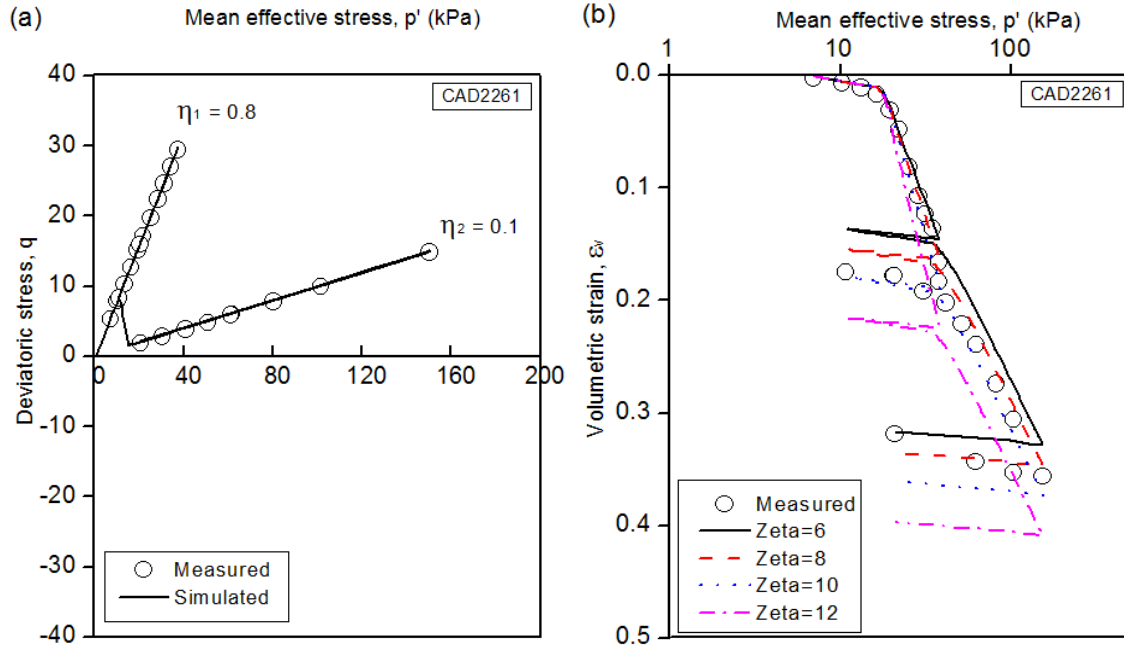 (a)
Mean effective stress, p' (kPa)
40
30
20
10
0
-10
-20
-30
-40
0
40
80
120
160
200
Deviatoric stress, q
CAD2261
η1 = 0.8
η2 = 0.1
Measured
Simulated
(b)
Mean effective stress, p' (kPa)
1
10
100
0.0
0.1
0.2
0.3
0.4
0.5
Volumetric strain, εv
CAD2261
Measured
Zeta=6
Zeta=8
Zeta=10
Zeta=12